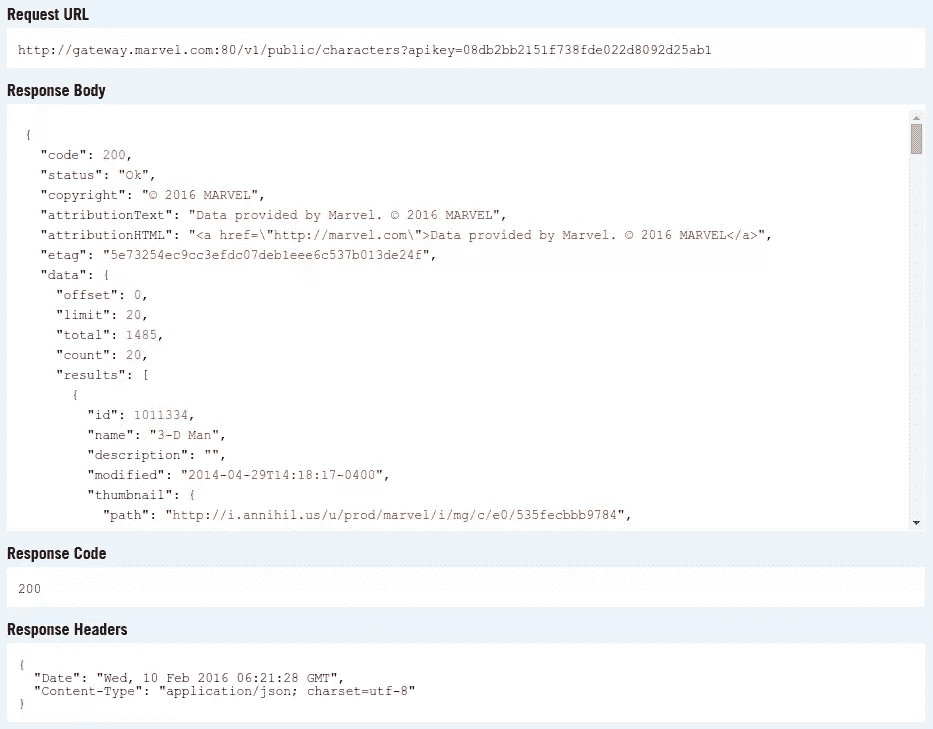 Request URL
http://gateway.marvel.com:80/v1/public/characters?apikey=08db2bb2151f738fde022d8092d25ab1
Response Body
{
"code": 200,
"status": "Ok",
"copyright": "© 2016 MARVEL",
"attributionText": "Data provided by Marvel. © 2016 MARVEL",
"attributionHTML": "<a href=\"http://marvel.com\">Data provided by Marvel. © 2016 MARVEL</a>",
"etag": "5e73254ec9cc3efdc07deb1eee6c537b013de24f",
"data": {
"offset": 0,
"limit": 20,
"total": 1485,
"count": 20,
"results": [
{
"id": 1011334,
"name": "3-D Man",
"description": "",
"modified": "2014-04-29T14:18:17-0400",
"thumbnail": {
"path": "http://i.annihil.us/u/prod/marvel/i/mg/c/e0/535fecbbb9784",
Response Code
200
Response Headers
{
"Date": "Wed, 10 Feb 2016 06:21:28 GMT",
"Content-Type": "application/json; charset=utf-8"
}